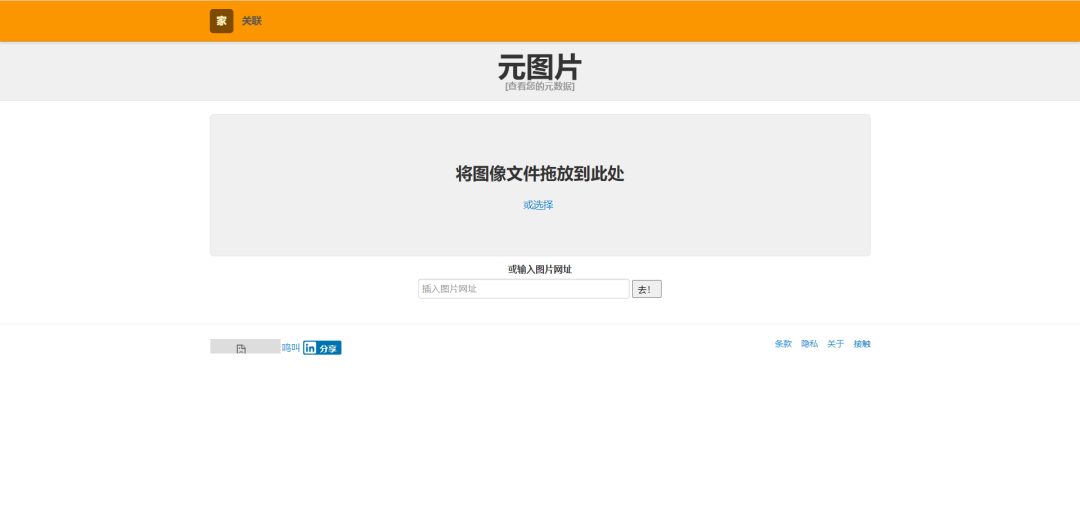 家 关联
元图片
[查看您的元数据]
将图像文件拖放到此处
或选择
或输入图片网址
插入图片网址 去!
鸣叫 in 分享 条款 隐私 关于 接触